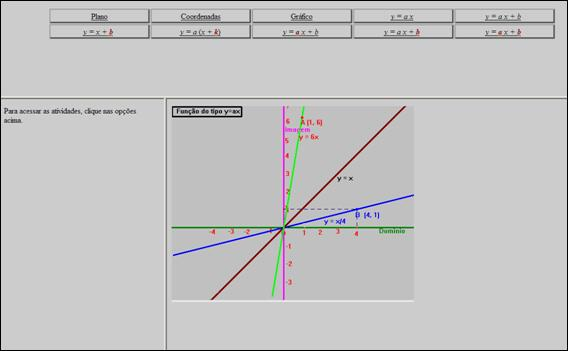 Plano
Coordenadas
Gráfico
y = a x
y = a x + b
y = x + b
y = a (x + k)
y = a x + b
y = a x + b
y = a x + b
Para acessar as atividades, clique nas opções
acima.
Função do tipo y=ax
7
6
A (1, 6)
Imagem
5
y = 6x
4
3
y = x
2
1
B (4, 1)
y = x/4
Domínio
-4 -3 -2 -1 0 1 2 3 4
-1
-2
-3